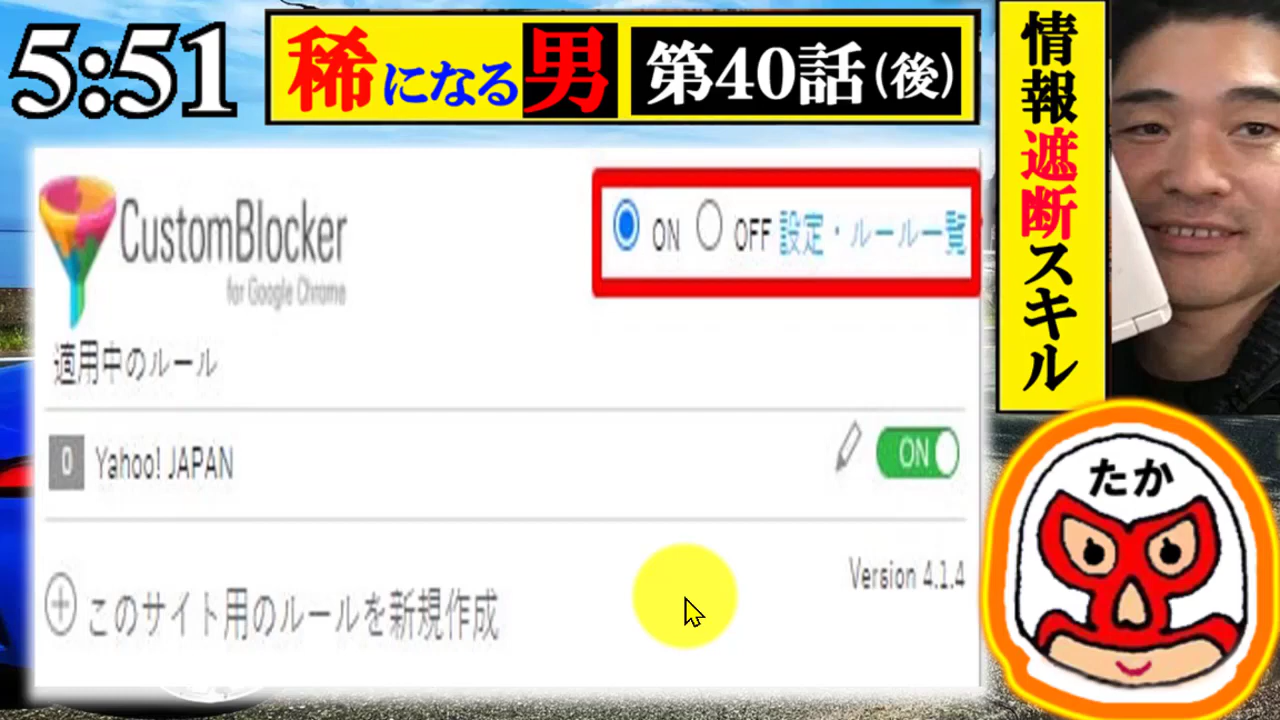 5:51
稀になる男 第40話(後)
情報遮断スキル
CustomBlocker
for Google Chrome
ON OFF 設定・ルール一覧
適用中のルール
0 Yahoo! JAPAN ON
Version 4.1.4
このサイト用のルールを新規作成
たか